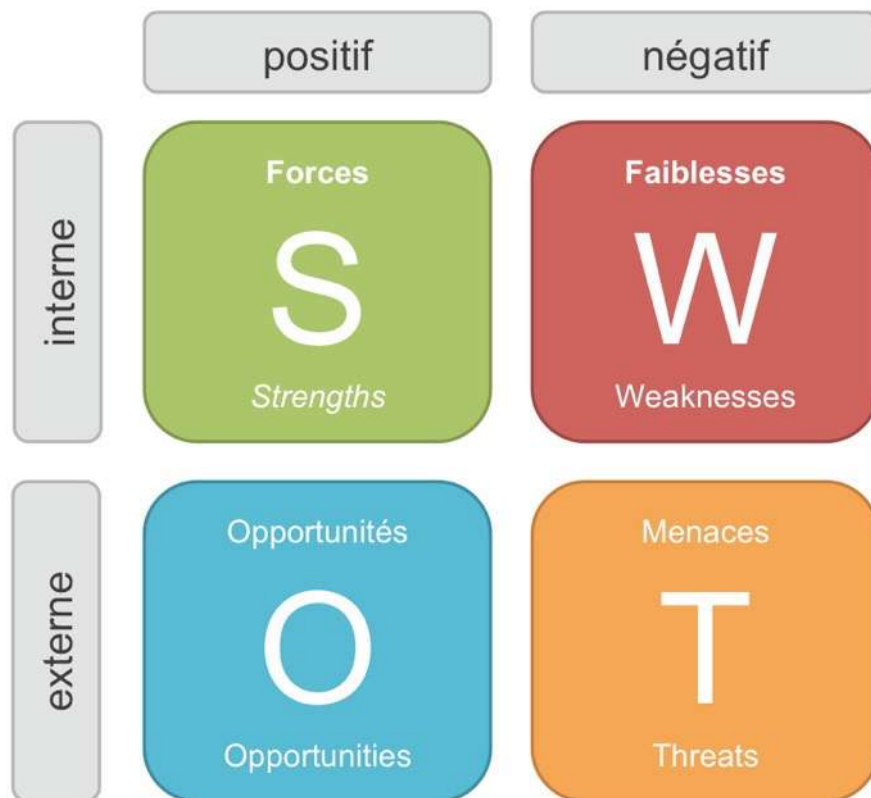 positif
négatif
interne
Forces
S
Strengths
Faiblesses
W
Weaknesses
externe
Opportunités
O
Opportunities
Menaces
T
Threats